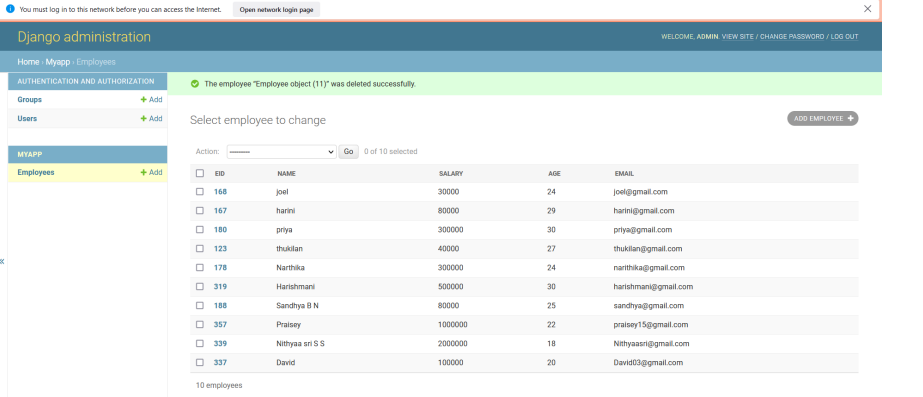 You must log in to this network before you can access the Internet. Open network login page
Django administration
WELCOME, ADMIN. VIEW SITE / CHANGE PASSWORD / LOG OUT
Home › Myapp › Employees
AUTHENTICATION AND AUTHORIZATION
Groups + Add
Users + Add
MYAPP
Employees + Add
«
The employee “Employee object (11)” was deleted successfully.
Select employee to change
ADD EMPLOYEE +
Action: --------- Go 0 of 10 selected
EID NAME SALARY AGE EMAIL
168 joel 30000 24 joel@gmail.com
167 harini 80000 29 harini@gmail.com
180 priya 300000 30 priya@gmail.com
123 thukilan 40000 27 thukilan@gmail.com
178 Narthika 300000 24 narithika@gmail.com
319 Harishmani 500000 30 harishmani@gmail.com
188 Sandhya B N 80000 25 sandhya@gmail.com
357 Praisey 1000000 22 praisey15@gmail.com
339 Nithyaa sri S S 2000000 18 Nithyaasri@gmail.com
337 David 100000 20 David03@gmail.com
10 employees